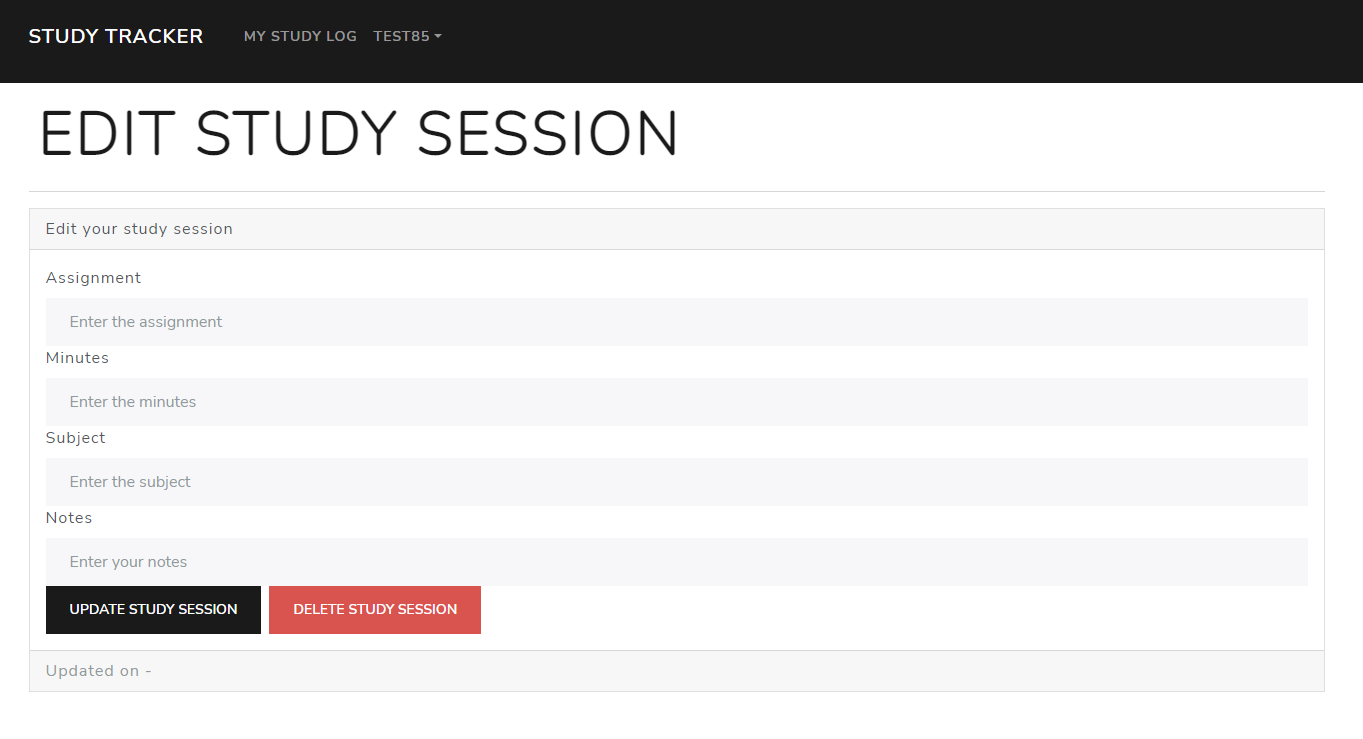 STUDY TRACKER MY STUDY LOG TEST85
EDIT STUDY SESSION
Edit your study session
Assignment
Enter the assignment
Minutes
Enter the minutes
Subject
Enter the subject
Notes
Enter your notes
UPDATE STUDY SESSION DELETE STUDY SESSION
Updated on -